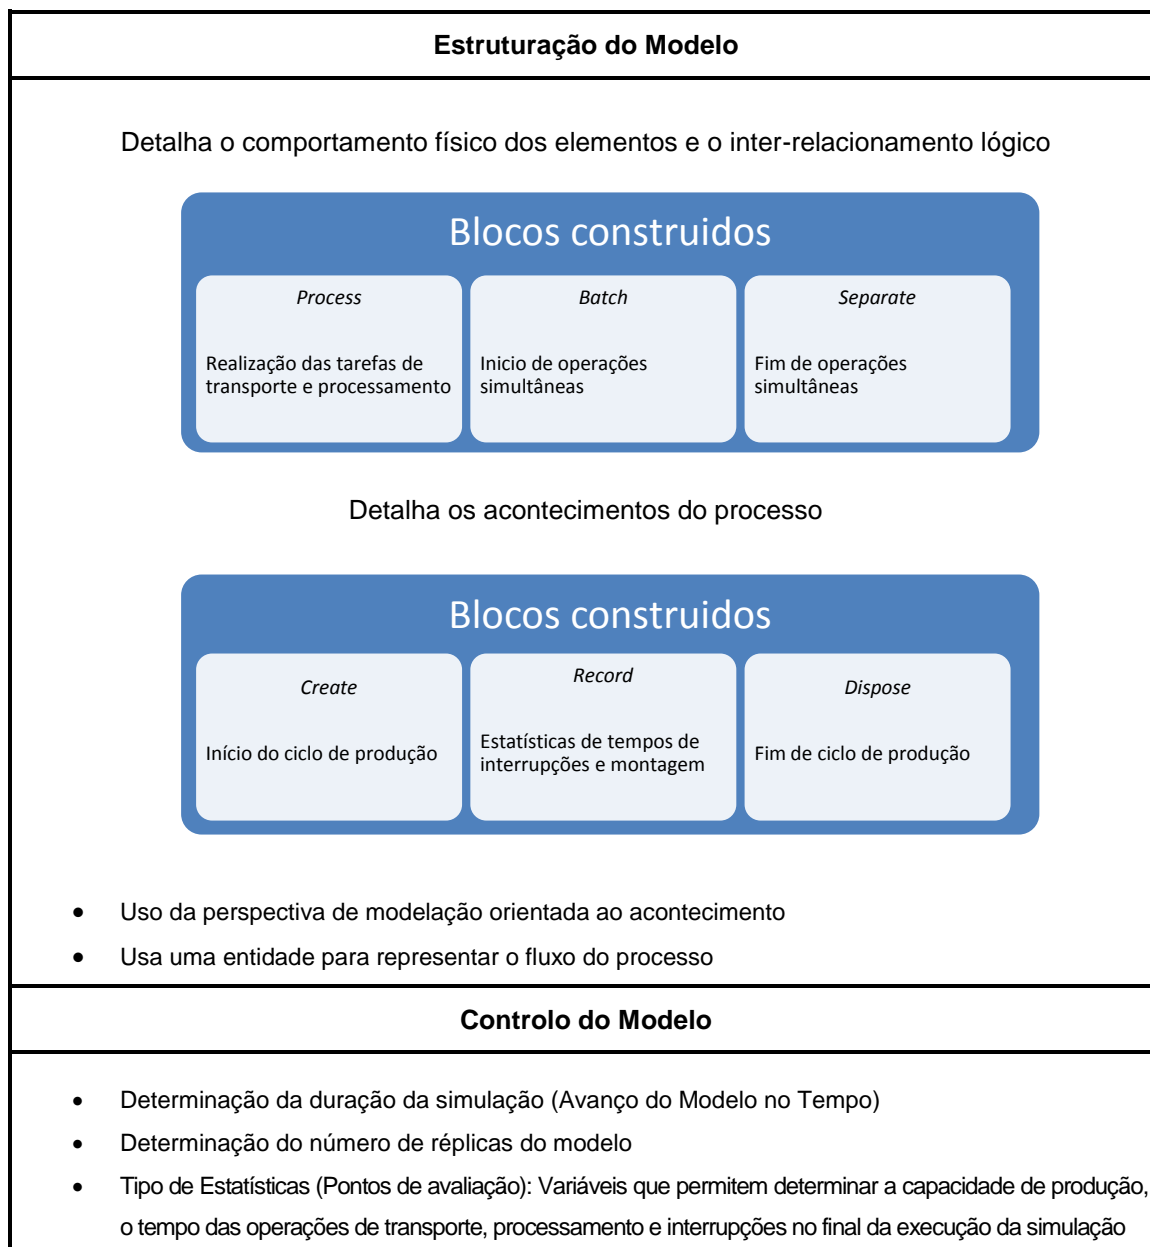 Estruturação do Modelo
Detalha o comportamento físico dos elementos e o inter-relacionamento lógico
Blocos construidos
Process
Realização das tarefas de
transporte e processamento
Batch
Inicio de operações
simultâneas
Separate
Fim de operações
simultâneas
Detalha os acontecimentos do processo
Blocos construidos
Create
Início do ciclo de produção
Record
Estatísticas de tempos de
interrupções e montagem
Dispose
Fim de ciclo de produção
• Uso da perspectiva de modelação orientada ao acontecimento
• Usa uma entidade para representar o fluxo do processo
Controlo do Modelo
• Determinação da duração da simulação (Avanço do Modelo no Tempo)
• Determinação do número de réplicas do modelo
• Tipo de Estatísticas (Pontos de avaliação): Variáveis que permitem determinar a capacidade de produção,
o tempo das operações de transporte, processamento e interrupções no final da execução da simulação